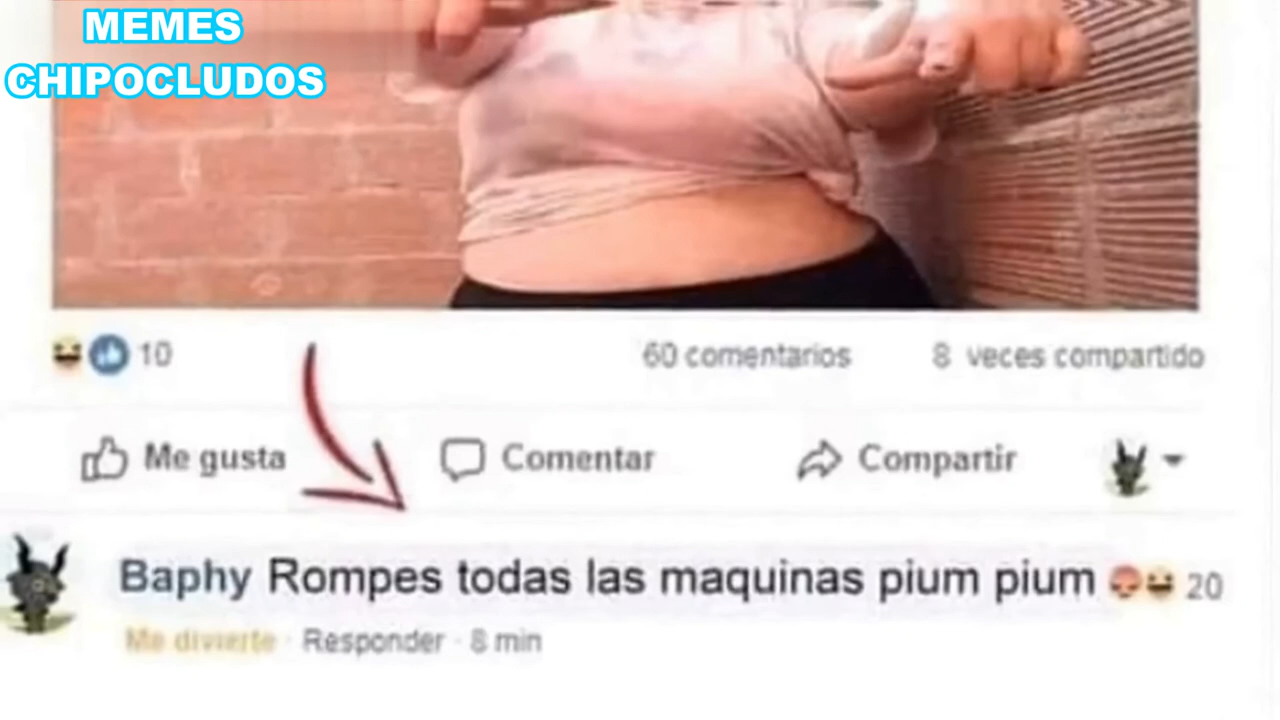 MEMES
CHIPOCLUDOS
10 60 comentarios 8 veces compartido
Me gusta Comentar Compartir
Baphy Rompes todas las maquinas pium pium 20
Me divierte · Responder · 8 min